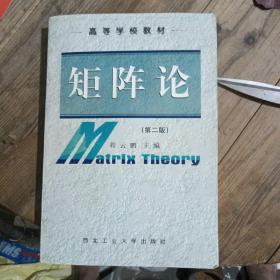 高等学校教材
矩阵论
(第二版)
程云鹏 主编
Matrix Theory
西北工业大学出版社